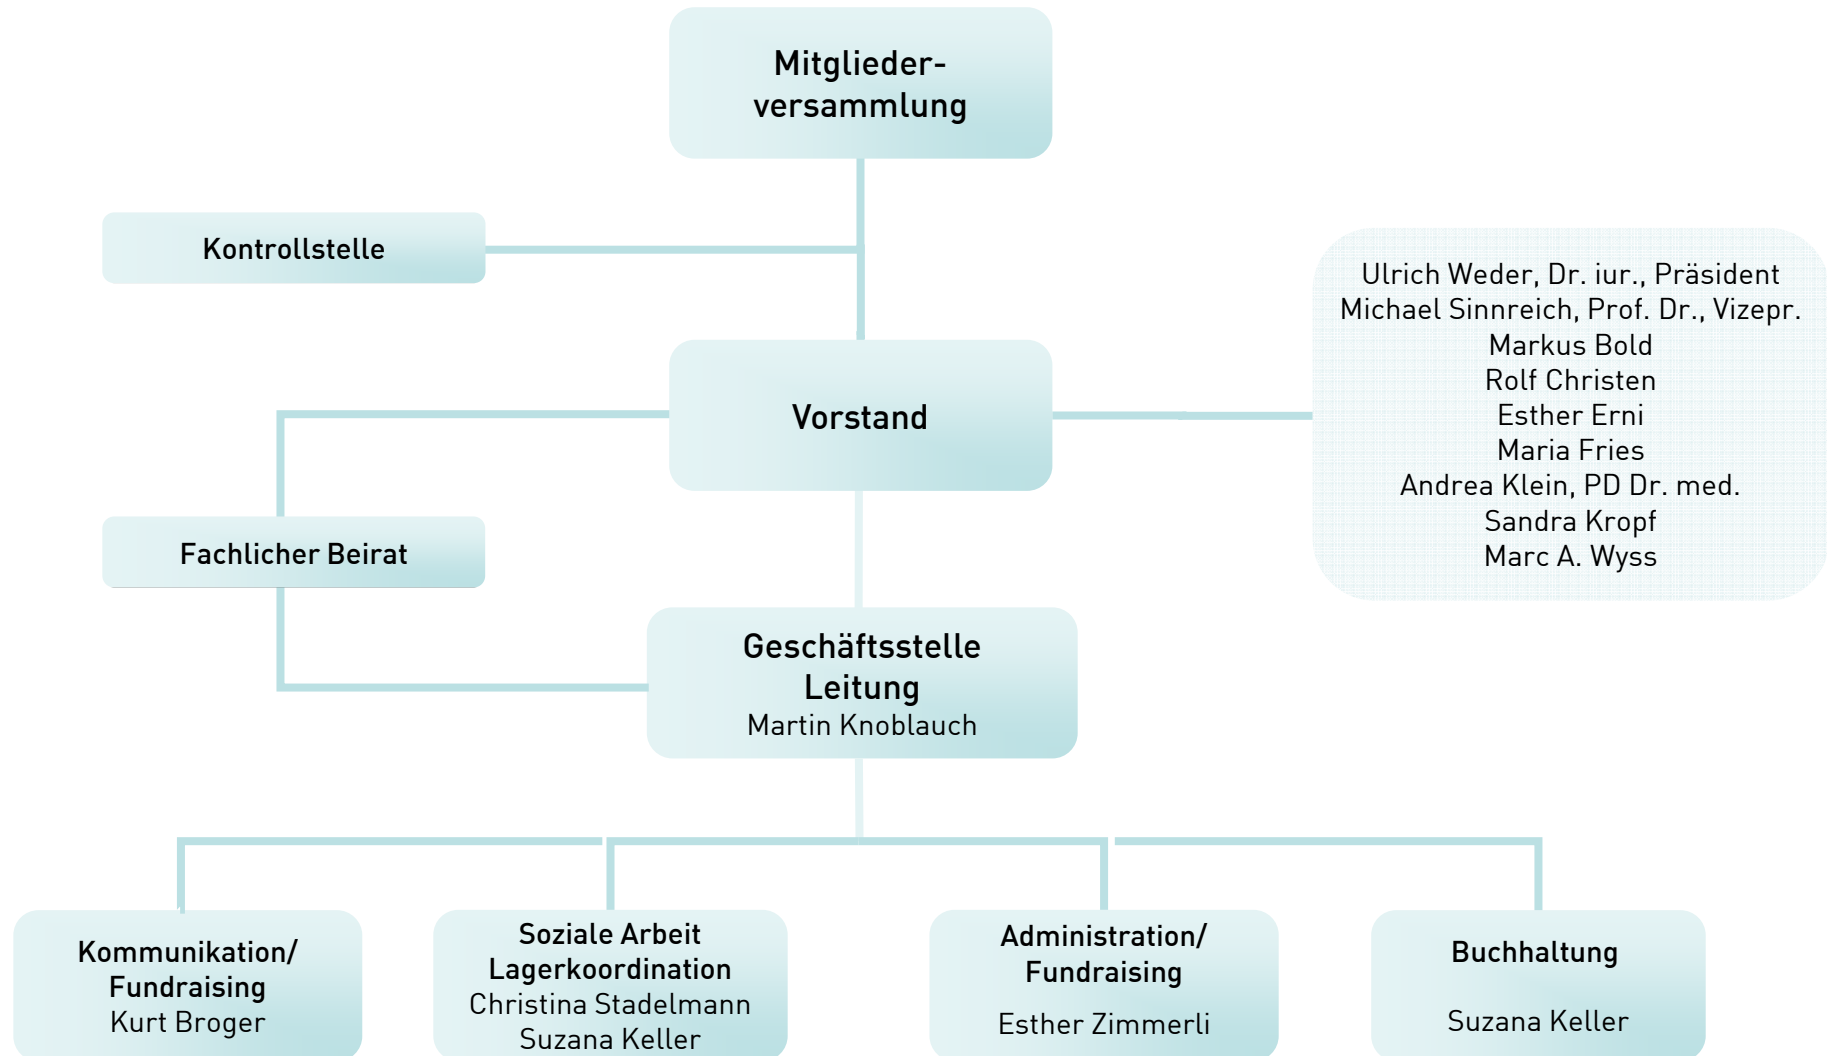 Mitglieder-
versammlung
Kontrollstelle
Ulrich Weder, Dr. iur., Präsident
Michael Sinnreich, Prof. Dr., Vizepr.
Markus Bold
Rolf Christen
Esther Erni
Maria Fries
Andrea Klein, PD Dr. med.
Sandra Kropf
Marc A. Wyss
Vorstand
Fachlicher Beirat
Geschäftsstelle
Leitung
Martin Knoblauch
Kommunikation/
Fundraising
Kurt Broger
Soziale Arbeit
Lagerkoordination
Christina Stadelmann
Suzana Keller
Administration/
Fundraising
Esther Zimmerli
Buchhaltung
Suzana Keller